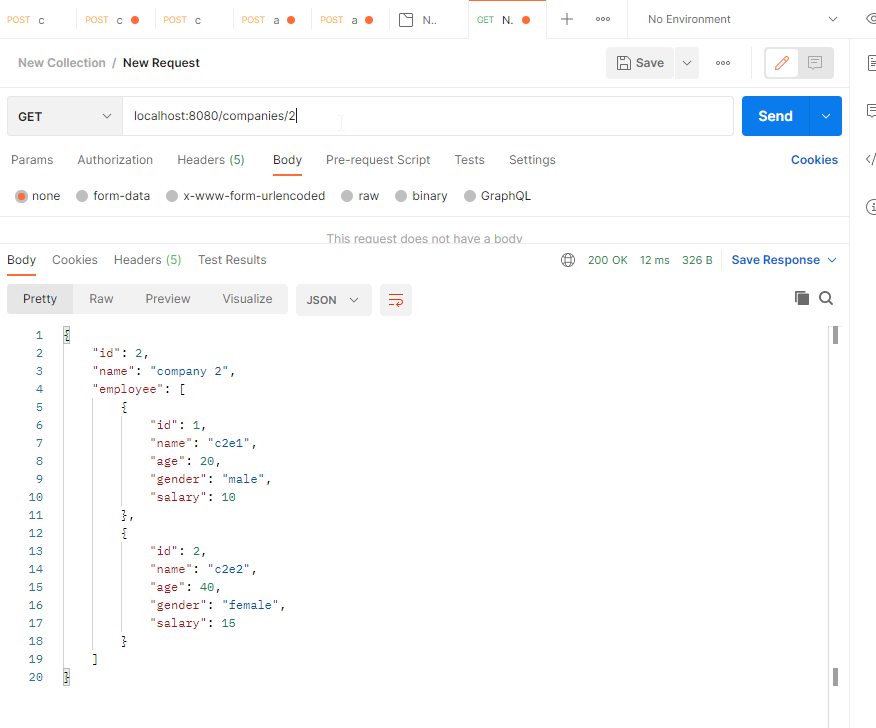 POST c POST c POST c POST a POST a N.. GET N. No Environment
New Collection / New Request Save
GET localhost:8080/companies/2 Send
Params Authorization Headers (5) Body Pre-request Script Tests Settings Cookies
none form-data x-www-form-urlencoded raw binary GraphQL
This request does not have a body
Body Cookies Headers (5) Test Results 200 OK 12 ms 326 B Save Response
Pretty Raw Preview Visualize JSON
1 {
2 "id": 2,
3 "name": "company 2",
4 "employee": [
5 {
6 "id": 1,
7 "name": "c2e1",
8 "age": 20,
9 "gender": "male",
10 "salary": 10
11 },
12 {
13 "id": 2,
14 "name": "c2e2",
15 "age": 40,
16 "gender": "female",
17 "salary": 15
18 }
19 ]
20 }